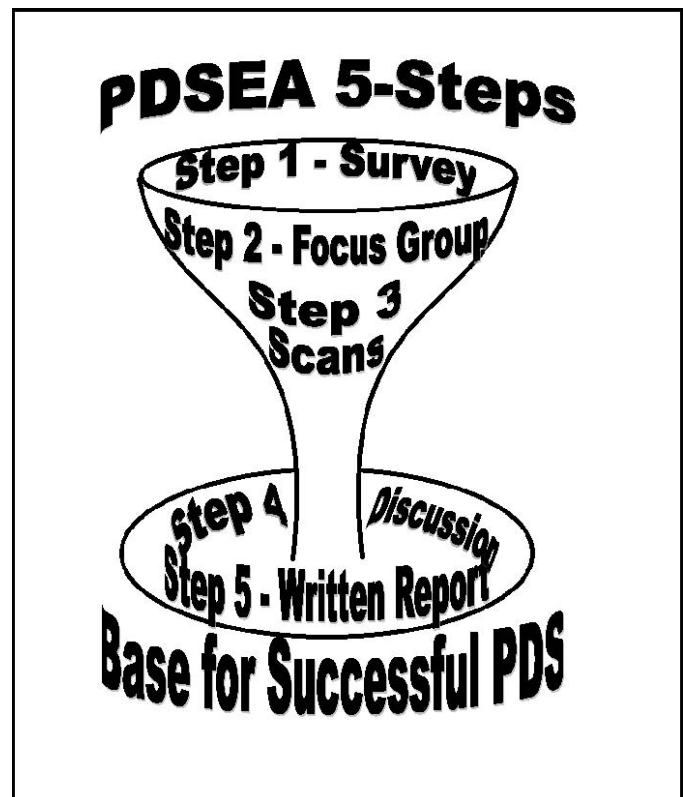 PDSEA 5-Steps
Step 1 - Survey
Step 2 - Focus Group
Step 3
Scans
Step 4 Discussion
Step 5 - Written Report
Base for Successful PDS